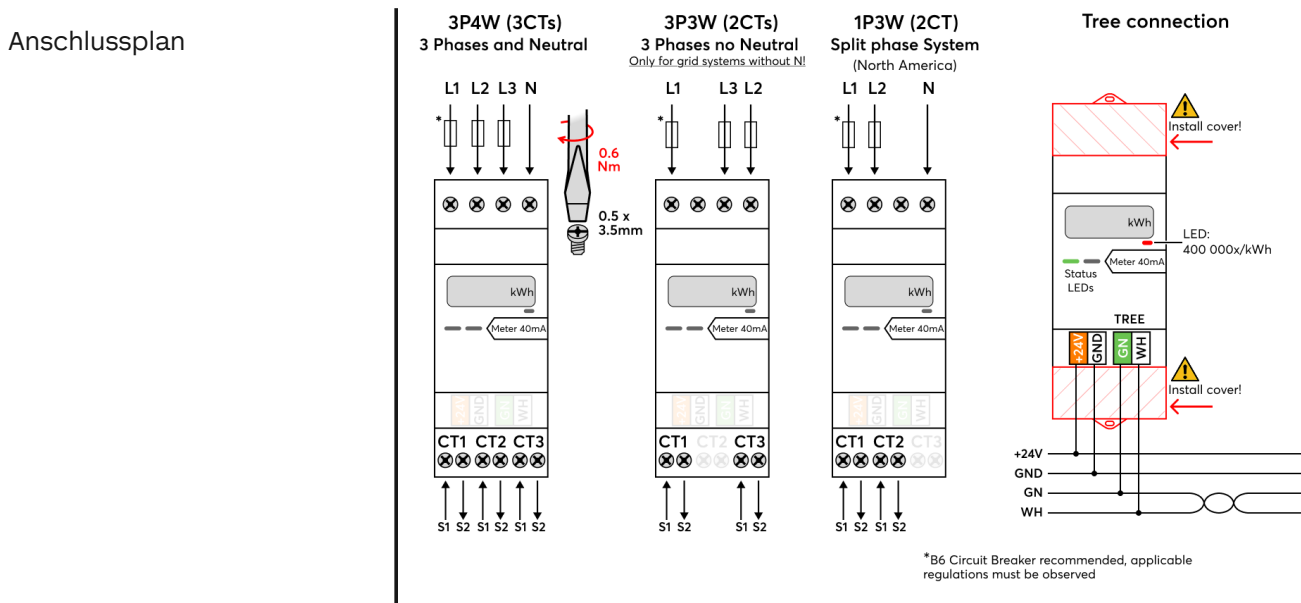 Anschlussplan
3P4W (3CTs)
3 Phases and Neutral
L1 L2 L3 N
*
0.6
Nm
0.5 x
3.5mm
kWh
Meter 40mA
+24V GND GN WH
CT1 CT2 CT3
S1 S2 S1 S2 S1 S2
3P3W (2CTs)
3 Phases no Neutral
Only for grid systems without N!
L1 L3 L2
*
kWh
Meter 40mA
+24V GND GN WH
CT1 CT2 CT3
S1 S2 S1 S2
1P3W (2CT)
Split phase System
(North America)
L1 L2 N
*
kWh
Meter 40mA
+24V GND GN WH
CT1 CT2 CT3
S1 S2 S1 S2
Tree connection
Install cover!
kWh
LED:
400 000x/kWh
Meter 40mA
Status
LEDs
TREE
+24V GND GN WH
Install cover!
+24V
GND
GN
WH
*B6 Circuit Breaker recommended, applicable
regulations must be observed